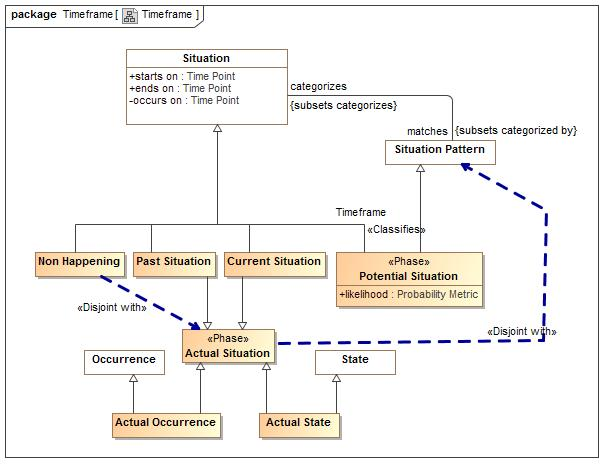 package Timeframe [ Timeframe ]
Situation
+starts on : Time Point
+ends on : Time Point
-occurs on : Time Point
categorizes
{subsets categorizes}
matches
{subsets categorized by}
Situation Pattern
Timeframe
«Classifies»
Non Happening
Past Situation
Current Situation
«Phase»
Potential Situation
+likelihood : Probability Metric
«Disjoint with»
«Disjoint with»
«Phase»
Actual Situation
Occurrence
State
Actual Occurrence
Actual State